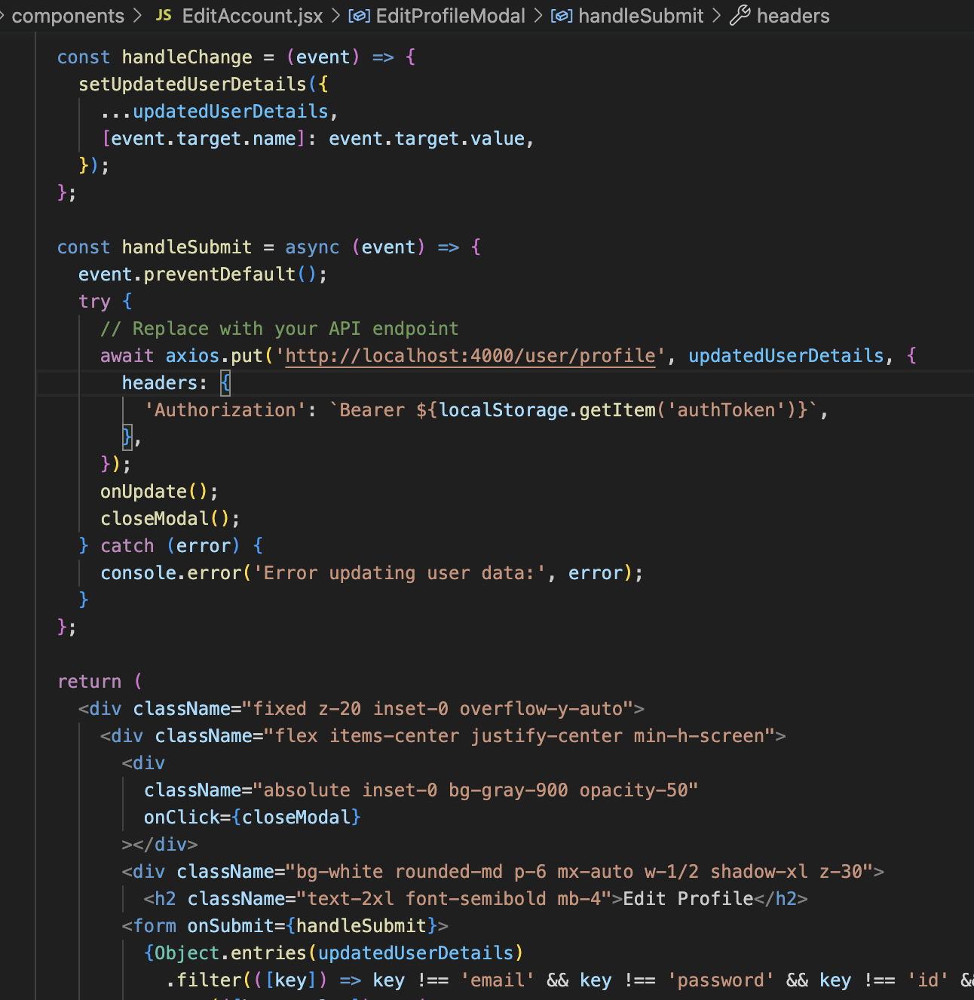 components > JS EditAccount.jsx > EditProfileModal > handleSubmit > headers
const handleChange = (event) => {
setUpdatedUserDetails({
...updatedUserDetails,
[event.target.name]: event.target.value,
});
};
const handleSubmit = async (event) => {
event.preventDefault();
try {
// Replace with your API endpoint
await axios.put('http://localhost:4000/user/profile', updatedUserDetails, {
headers: {
'Authorization': `Bearer ${localStorage.getItem('authToken')}`,
},
});
onUpdate();
closeModal();
} catch (error) {
console.error('Error updating user data:', error);
}
};
return (
<div className="fixed z-20 inset-0 overflow-y-auto">
<div className="flex items-center justify-center min-h-screen">
<div
className="absolute inset-0 bg-gray-900 opacity-50"
onClick={closeModal}
></div>
<div className="bg-white rounded-md p-6 mx-auto w-1/2 shadow-xl z-30">
<h2 className="text-2xl font-semibold mb-4">Edit Profile</h2>
<form onSubmit={handleSubmit}>
{Object.entries(updatedUserDetails)
.filter(([key]) => key !== 'email' && key !== 'password' && key !== 'id' &&